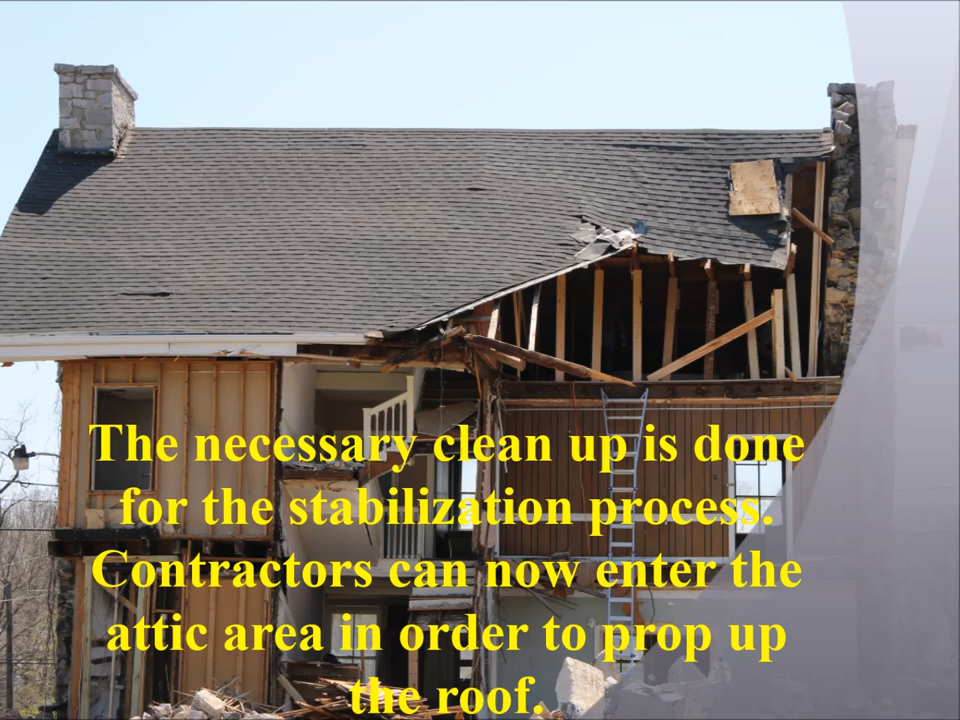 The necessary clean up is done
for the stabilization process.
Contractors can now enter the
attic area in order to prop up
the roof.